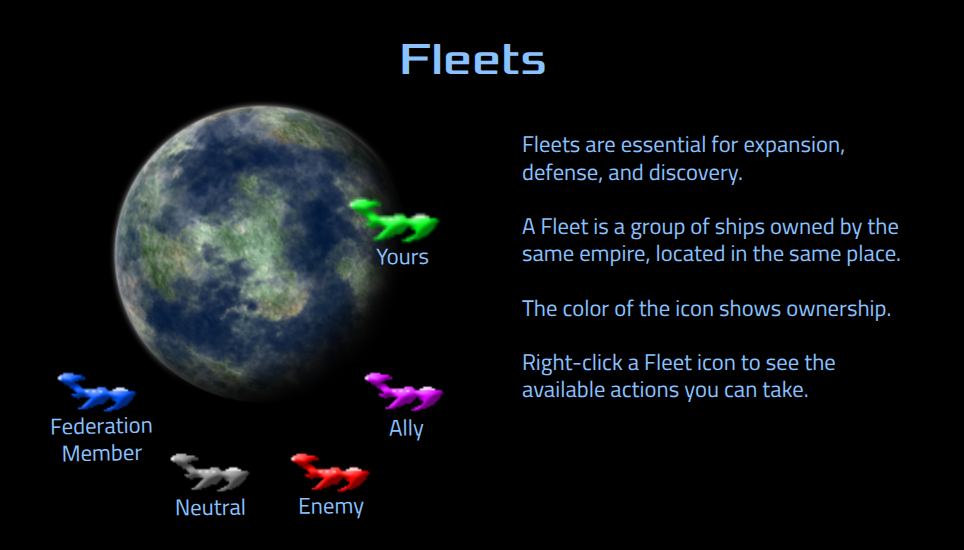 Fleets
Fleets are essential for expansion,
defense, and discovery.
A Fleet is a group of ships owned by the
same empire, located in the same place.
The color of the icon shows ownership.
Right-click a Fleet icon to see the
available actions you can take.
Yours
Federation
Member
Ally
Neutral
Enemy